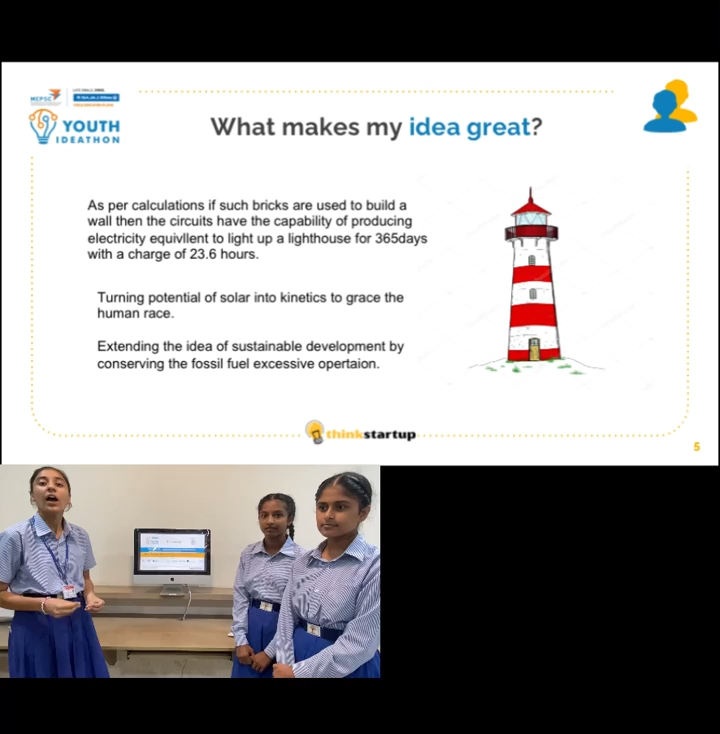 MEPSC
YOUTH
IDEATHON
What makes my idea great?
As per calculations if such bricks are used to build a
wall then the circuits have the capability of producing
electricity equivllent to light up a lighthouse for 365days
with a charge of 23.6 hours.
Turning potential of solar into kinetics to grace the
human race.
Extending the idea of sustainable development by
conserving the fossil fuel excessive opertaion.
thinkstartup
5